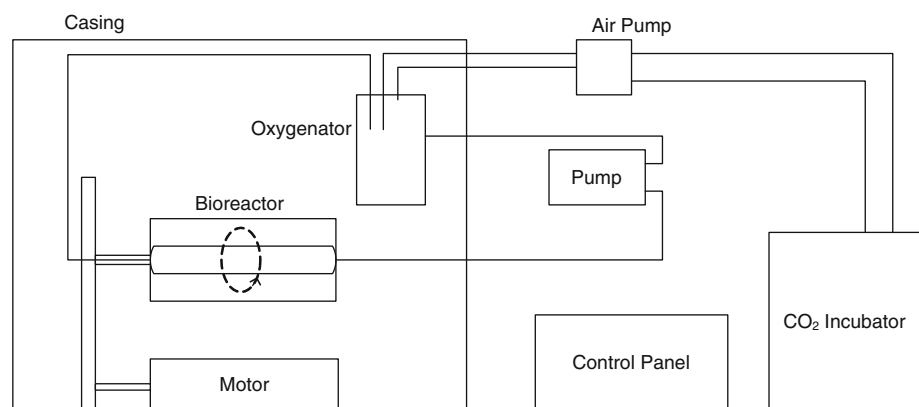 Casing
Air Pump
Oxygenator
Pump
Bioreactor
CO₂ Incubator
Control Panel
Motor